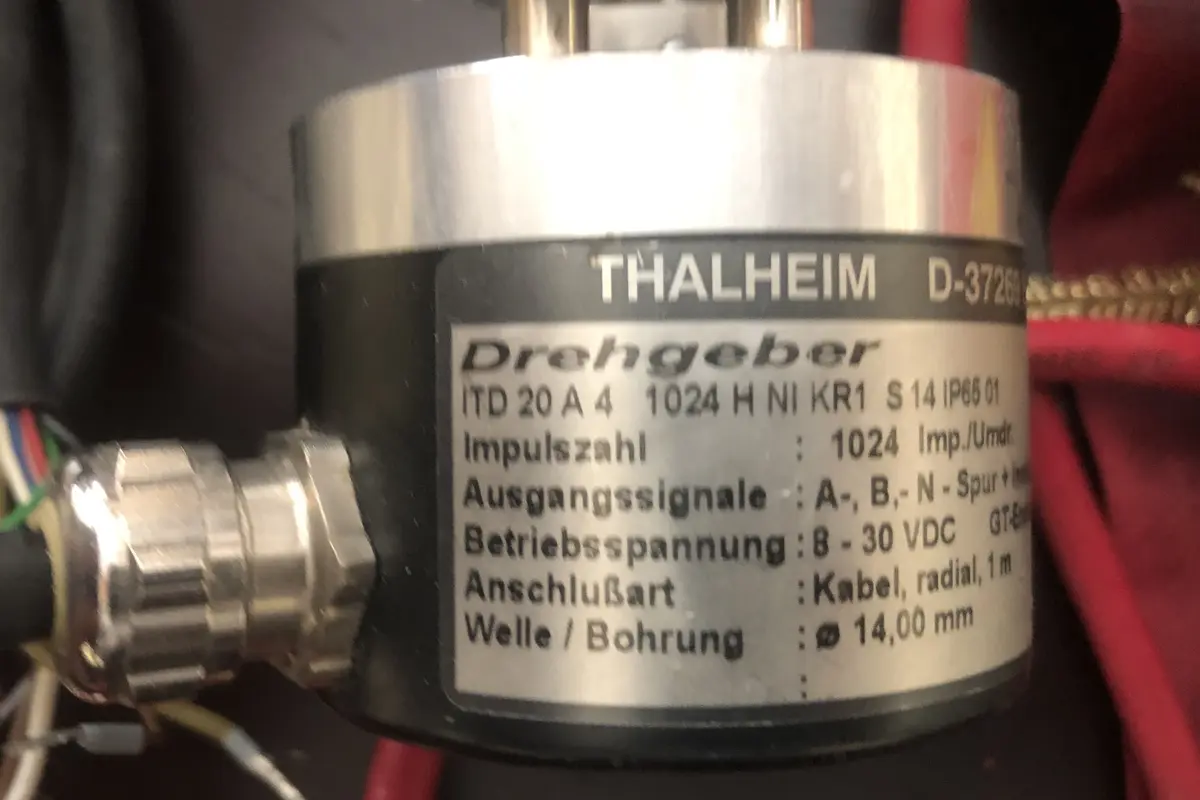 THALHEIM D-3726
Drehgeber
ITD 20 A 4 1024 H NI KR1 S 14 IP65 01
Impulszahl : 1024 Imp./Umdr.
Ausgangssignale : A-, B,- N - Spur +
Betriebsspannung : 8 - 30 VDC
Anschlußart : Kabel, radial, 1 m
Welle / Bohrung : ø 14,00 mm
: